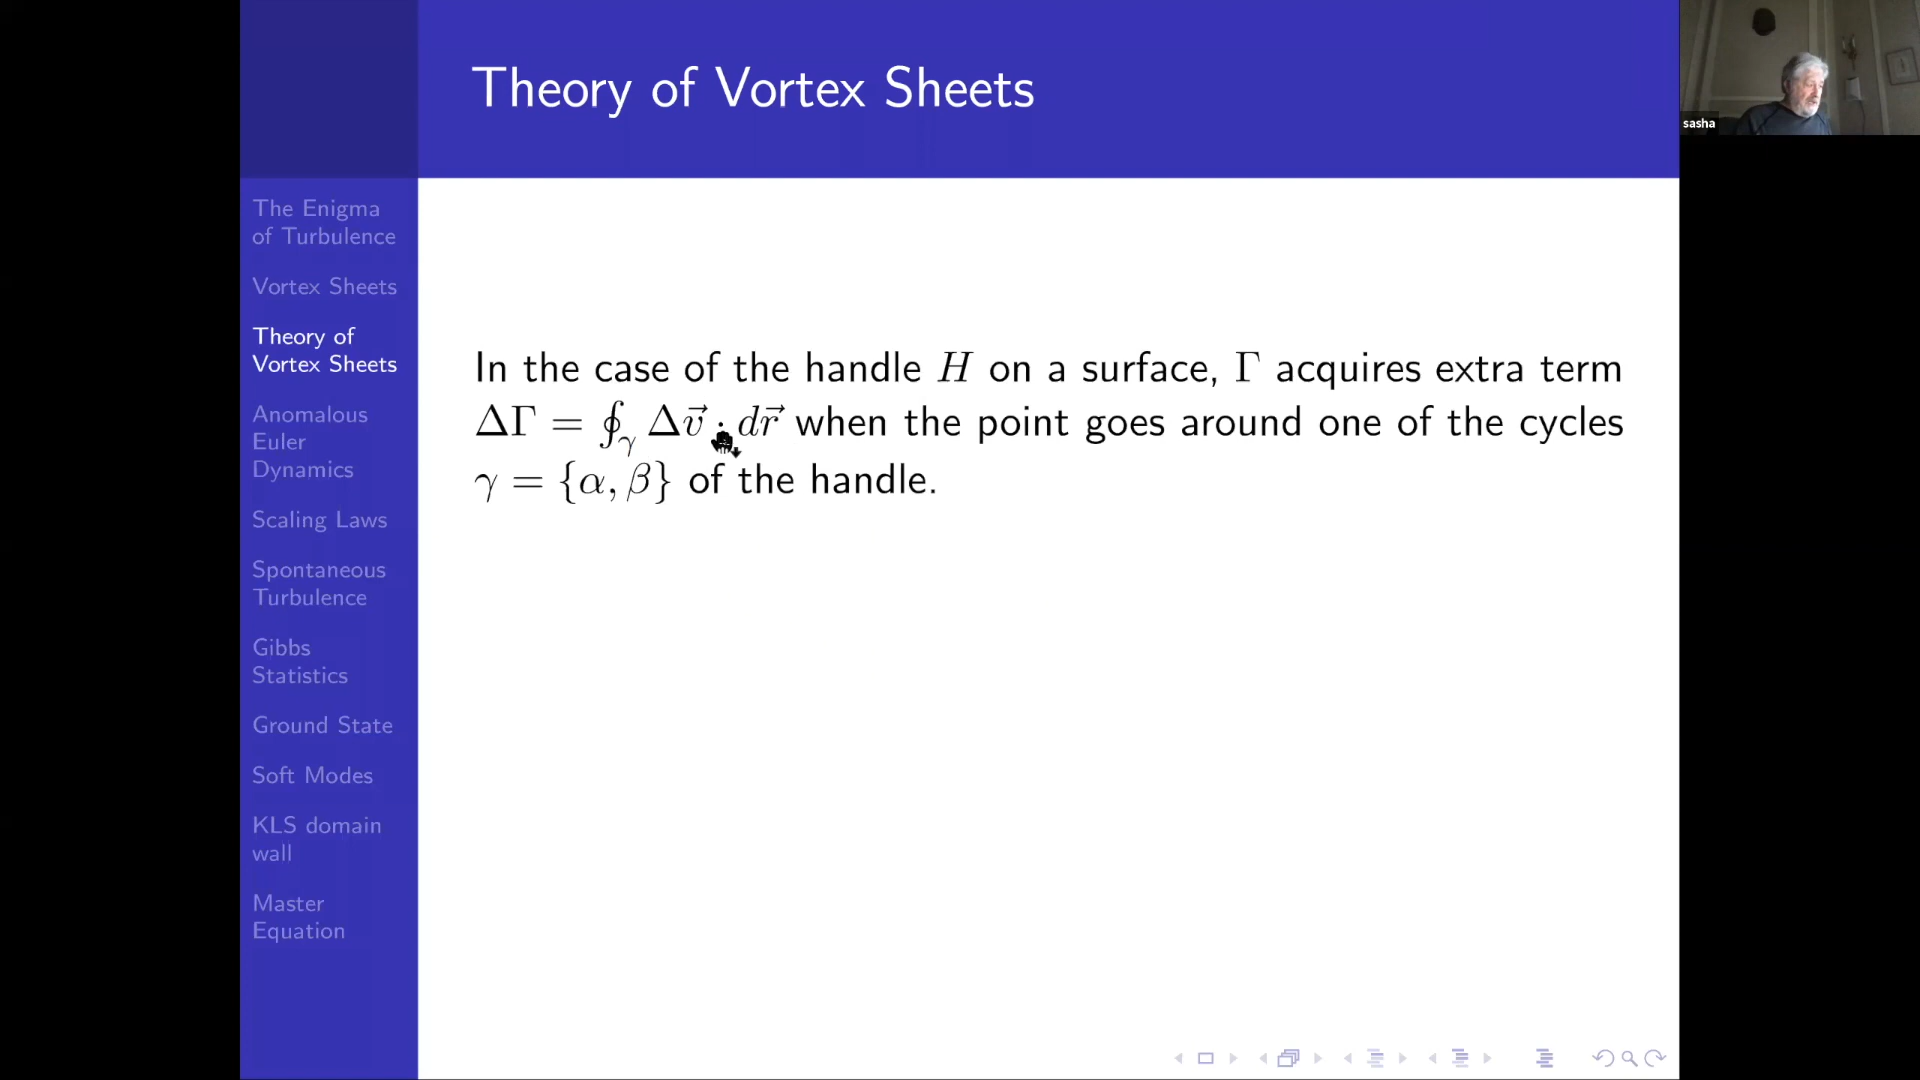 Theory of Vortex Sheets
sasha
The Enigma
of Turbulence
Vortex Sheets
Theory of
Vortex Sheets
Anomalous
Euler
Dynamics
Scaling Laws
Spontaneous
Turbulence
Gibbs
Statistics
Ground State
Soft Modes
KLS domain
wall
Master
Equation
In the case of the handle H on a surface, Γ acquires extra term
ΔΓ = ∮_γ Δv⃗ · dr⃗ when the point goes around one of the cycles
γ = {α, β} of the handle.